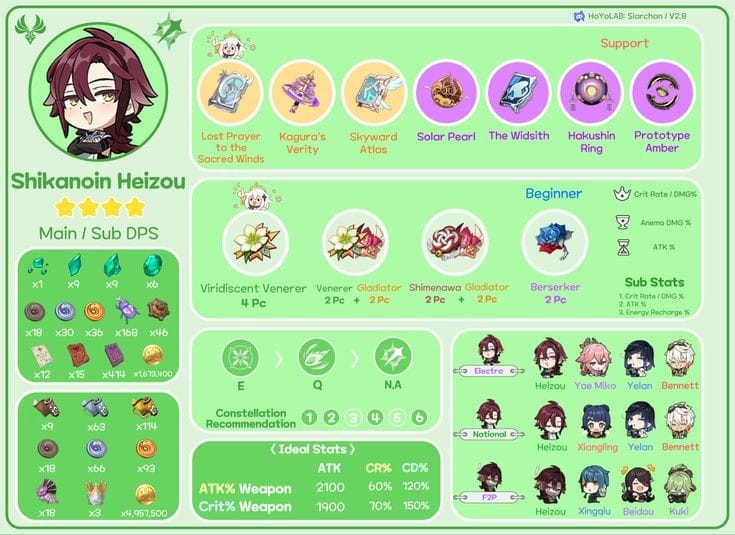 HoYoLAB: Siarchon / V2.8
Support
Lost Prayer
to the
Sacred Winds
Kagura's
Verity
Skyward
Atlas
Solar Pearl
The Widsith
Hakushin
Ring
Prototype
Amber
Shikanoin Heizou
Main / Sub DPS
x1 x9 x9 x6
x18 x30 x36 x168 x46
x12 x15 x414 x1,673,400
x9 x63 x114
x18 x66 x93
x18 x3 x4,957,500
Beginner
Viridiscent Venerer
4 Pc
Venerer Gladiator
2 Pc + 2 Pc
Shimenawa Gladiator
2 Pc + 2 Pc
Berserker
2 Pc
Crit Rate / DMG%
Anemo DMG %
ATK %
Sub Stats
1. Crit Rate / DMG %
2. ATK %
3. Energy Recharge %
E > Q > N.A
Constellation
Recommendation 1 2 3 4 5 6
〈 Ideal Stats 〉
ATK CR% CD%
ATK% Weapon 2100 60% 120%
Crit% Weapon 1900 70% 150%
Electro
Heizou Yae Miko Yelan Bennett
National
Heizou Xiangling Yelan Bennett
F2P
Heizou Xingqiu Beidou Kuki